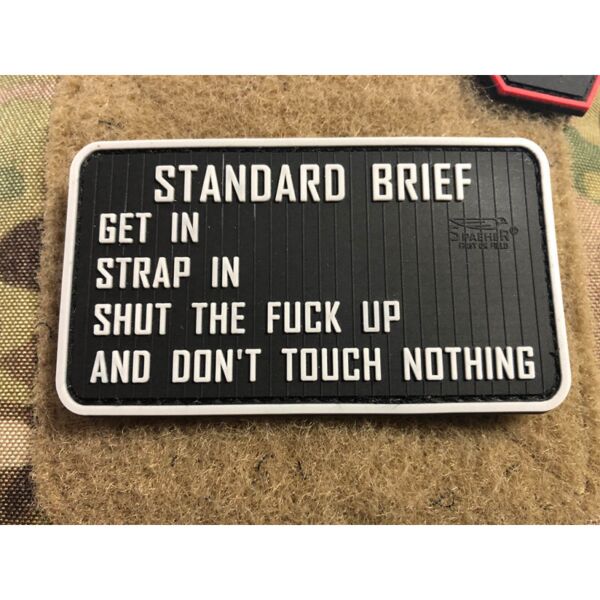 STANDARD BRIEF
GET IN
STRAP IN
SHUT THE FUCK UP
AND DON'T TOUCH NOTHING